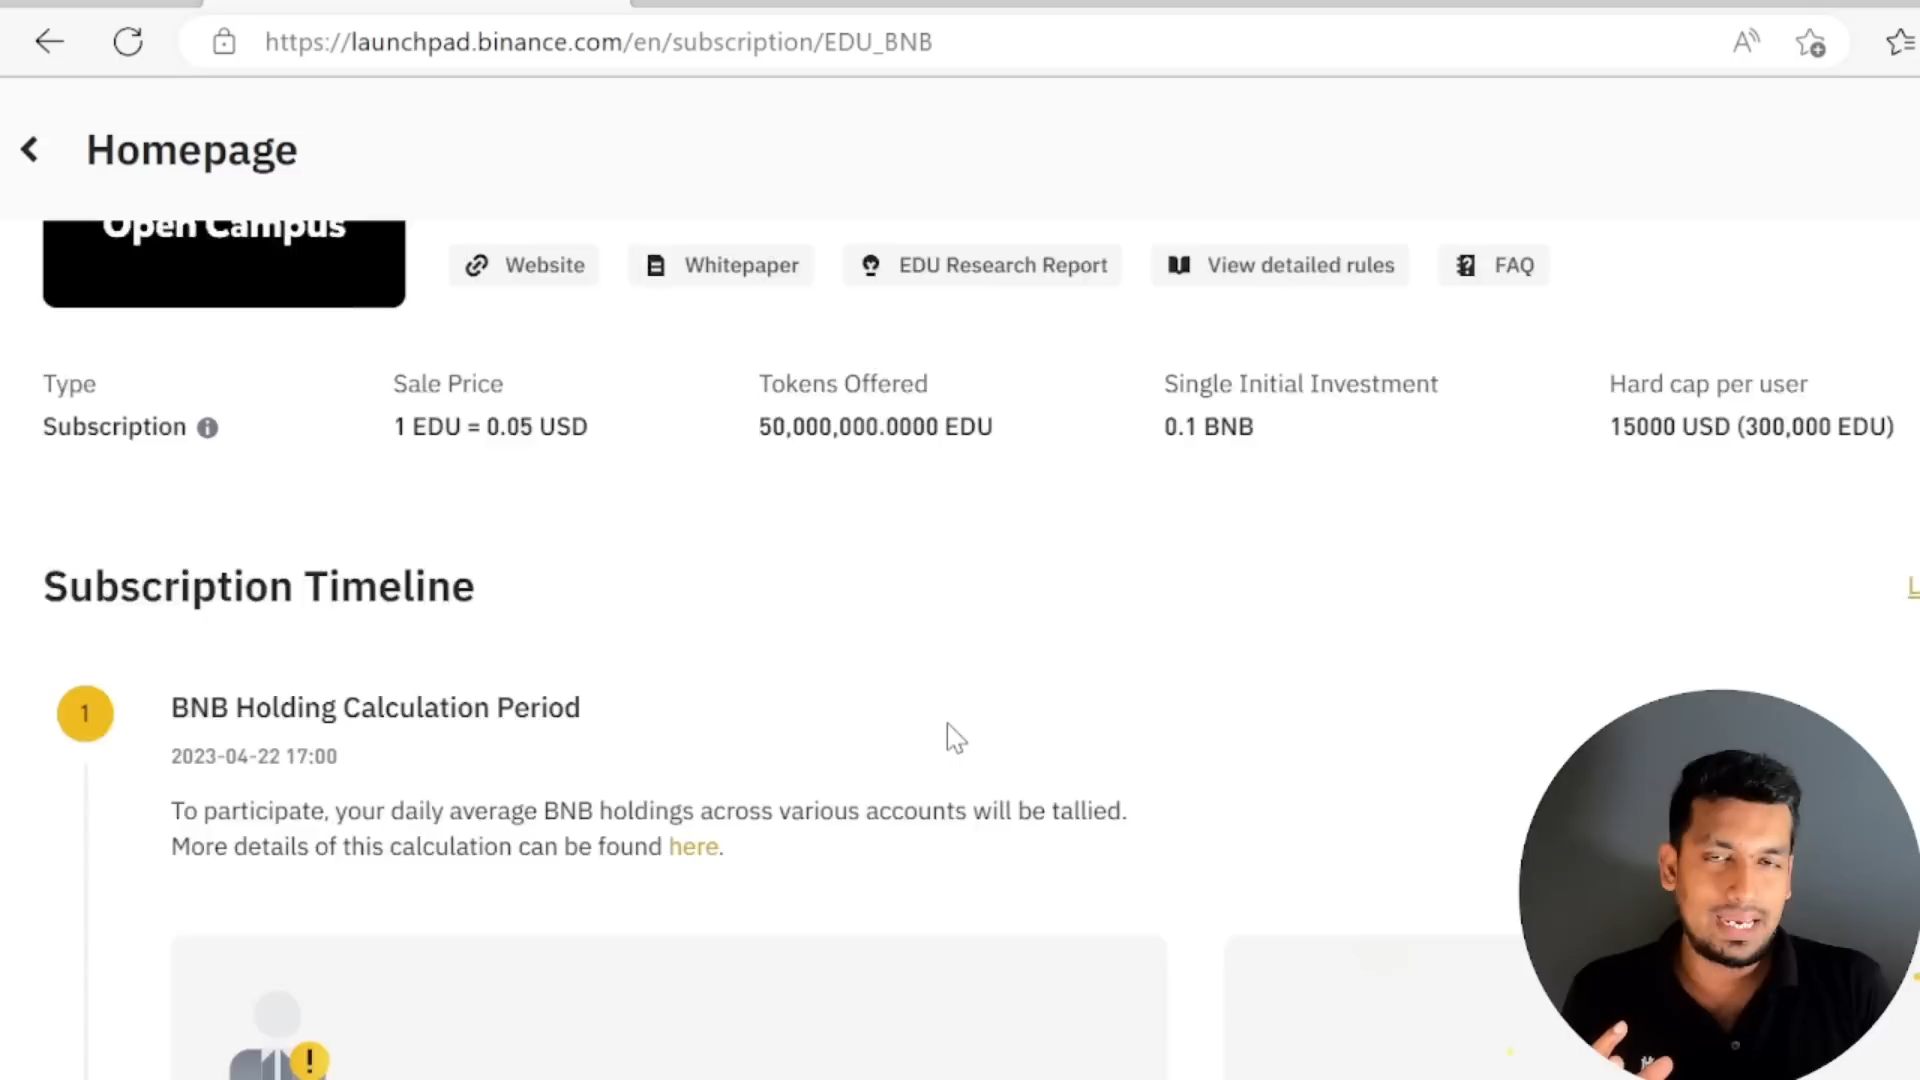 https://launchpad.binance.com/en/subscription/EDU_BNB
Homepage
Open Campus
Website
Whitepaper
EDU Research Report
View detailed rules
FAQ
Type
Sale Price
Tokens Offered
Single Initial Investment
Hard cap per user
Subscription
1 EDU = 0.05 USD
50,000,000.0000 EDU
0.1 BNB
15000 USD (300,000 EDU)
Subscription Timeline
L
1
BNB Holding Calculation Period
2023-04-22 17:00
To participate, your daily average BNB holdings across various accounts will be tallied.
More details of this calculation can be found here.
!